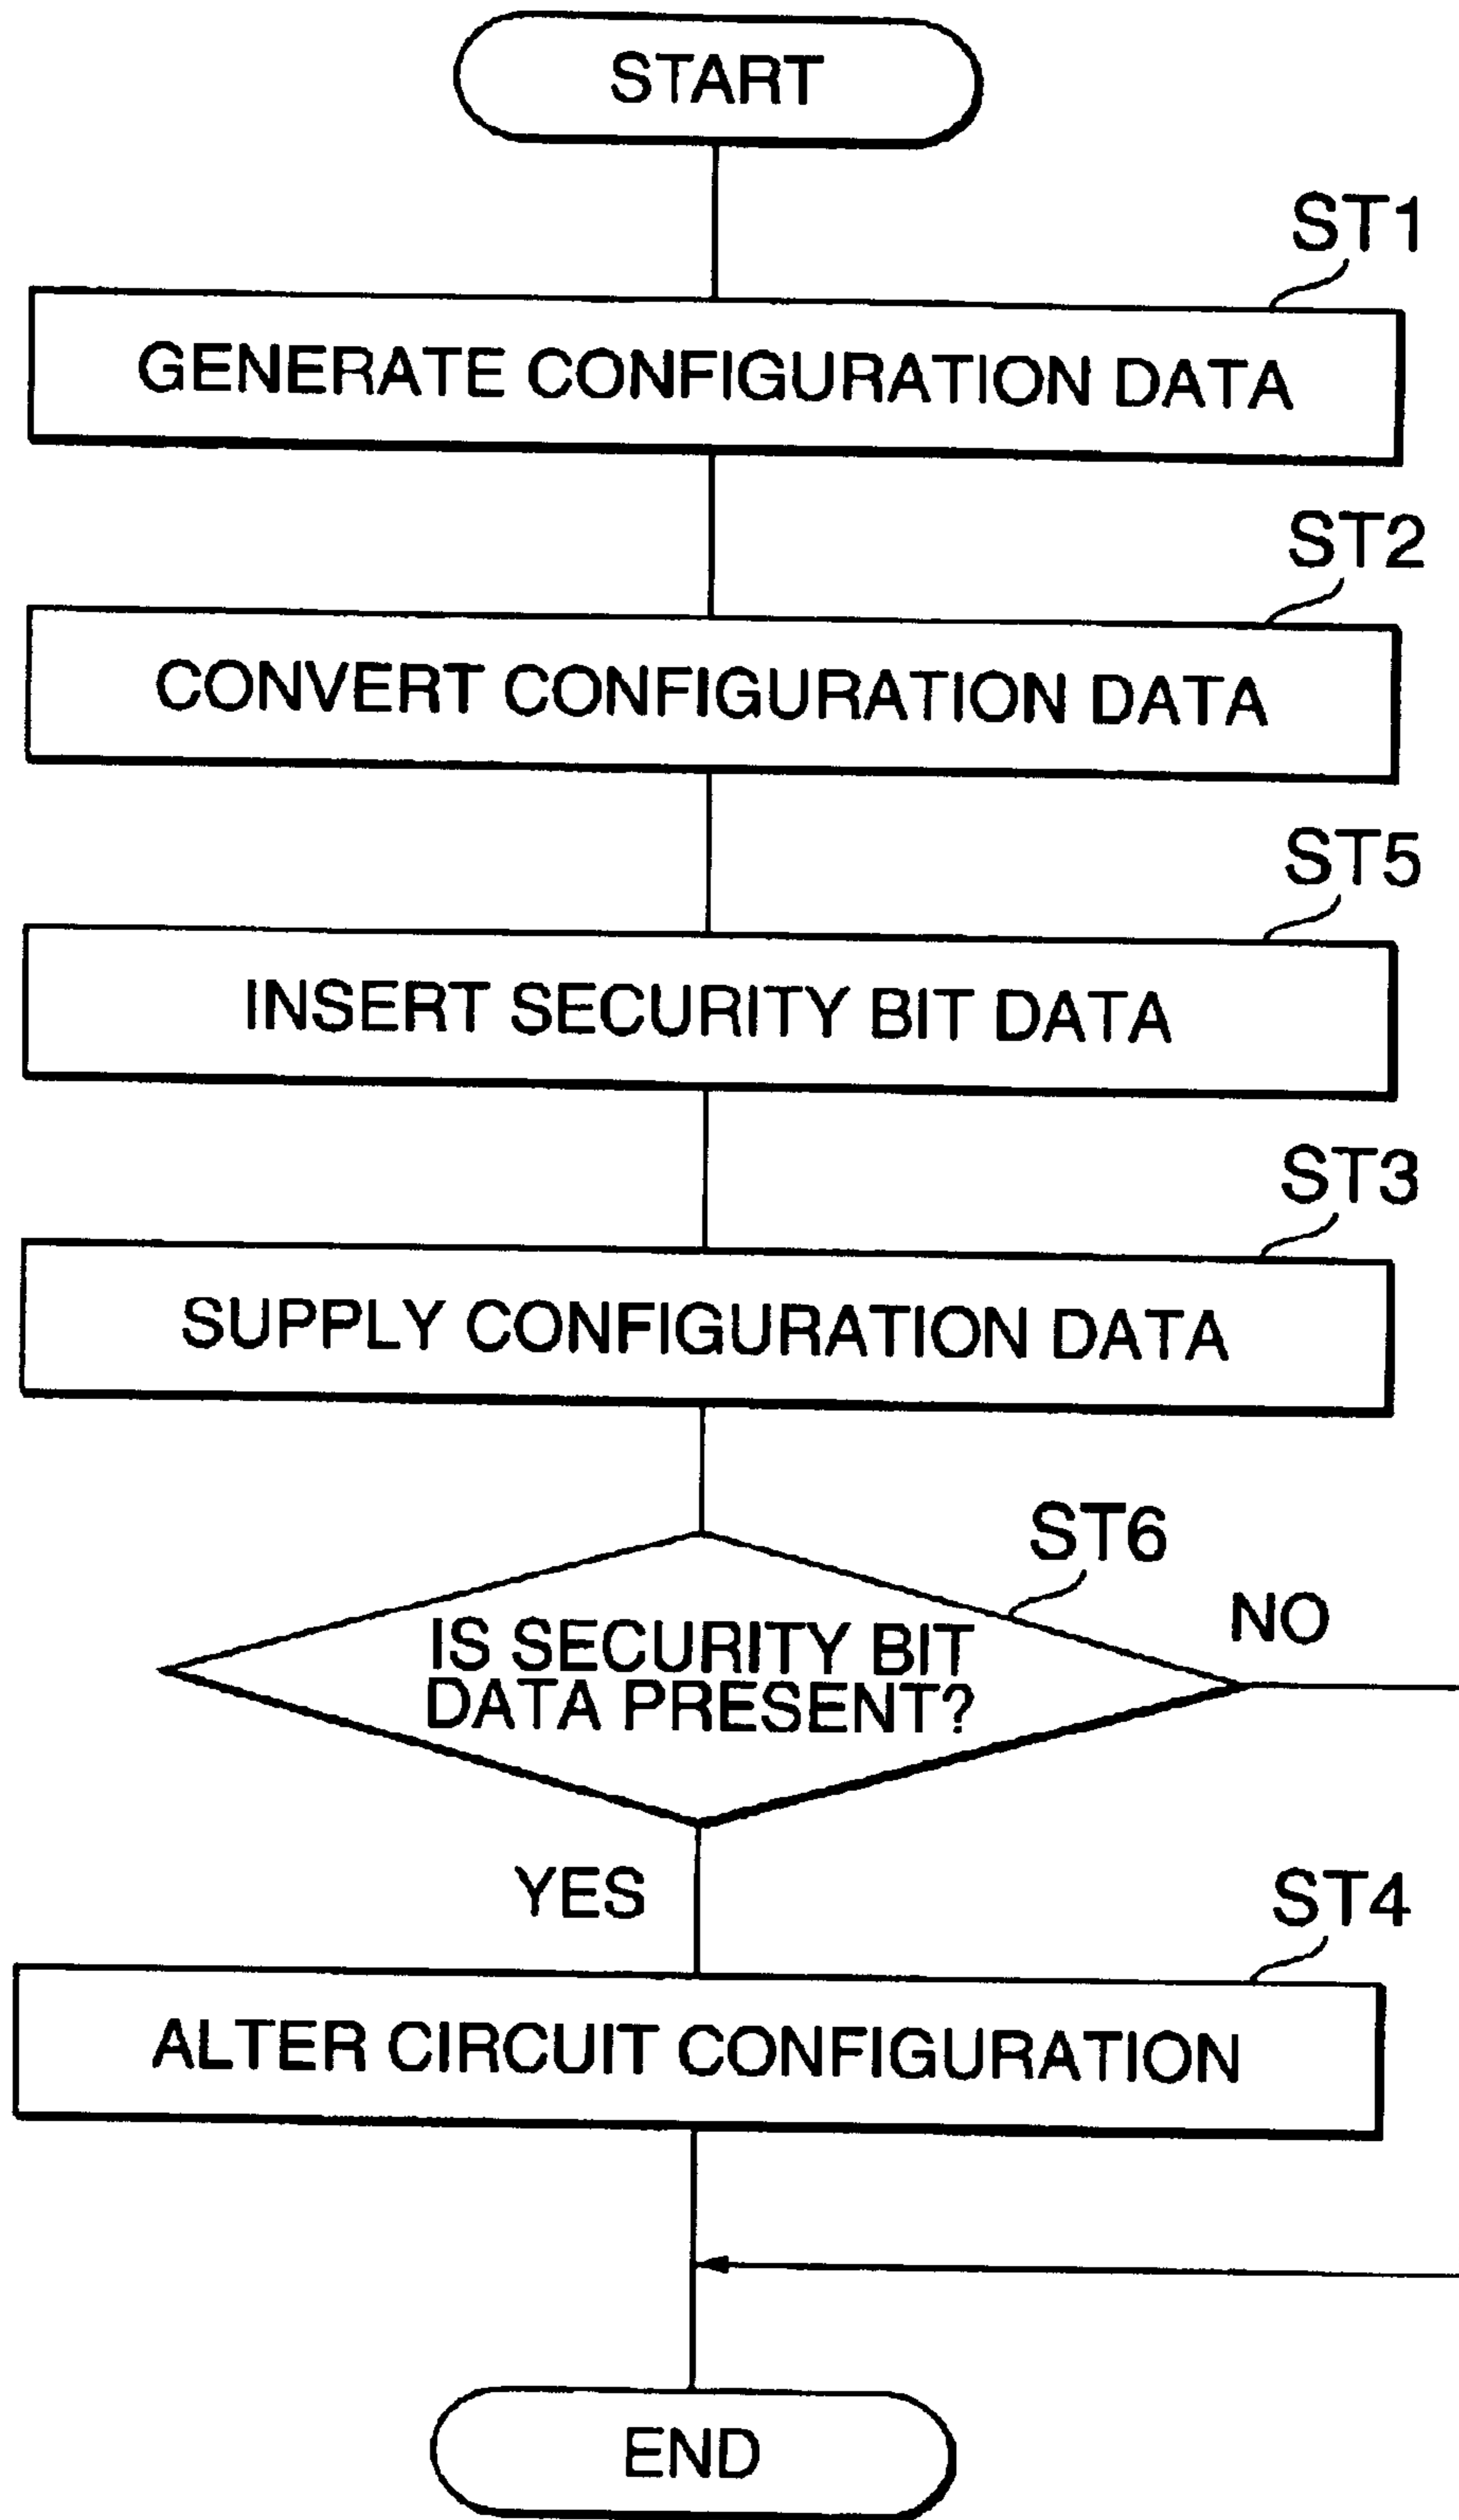 START
ST1
GENERATE CONFIGURATION DATA
ST2
CONVERT CONFIGURATION DATA
ST5
INSERT SECURITY BIT DATA
ST3
SUPPLY CONFIGURATION DATA
ST6
NO
IS SECURITY BIT
DATA PRESENT?
YES
ST4
ALTER CIRCUIT CONFIGURATION
END